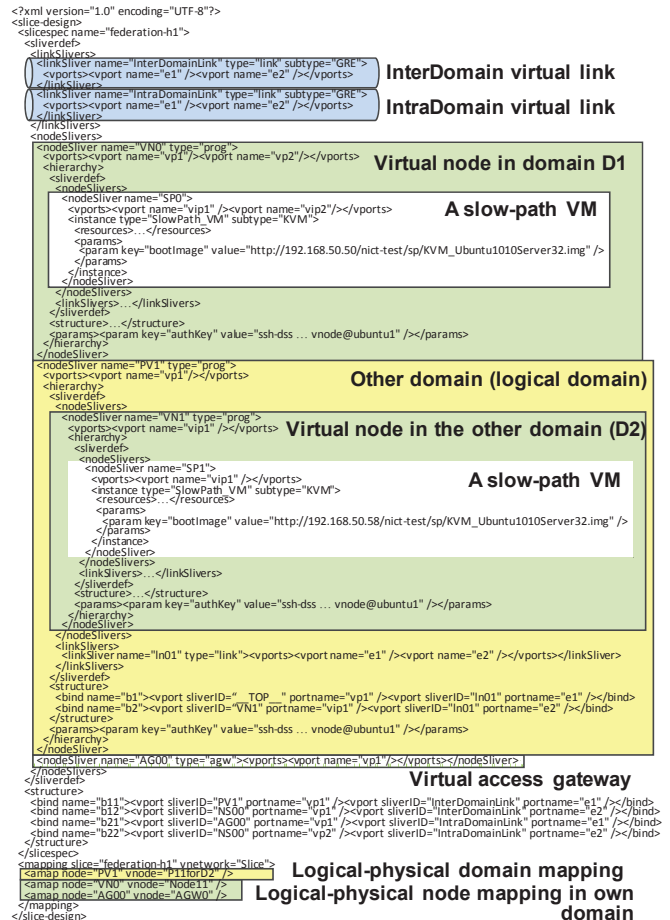 <?xml version="1.0" encoding="UTF-8"?>
<slice-design>
<slicespec name="federation-h1">
<sliverdef>
<linkSlivers>
<linkSliver name="InterDomainLink" type="link" subtype="GRE">
<vports><vport name="e1" /><vport name="e2" /></vports>
</linkSliver>
InterDomain virtual link
<linkSliver name="IntraDomainLink" type="link" subtype="GRE">
<vports><vport name="e1" /><vport name="e2" /></vports>
</linkSliver>
IntraDomain virtual link
</linkSlivers>
<nodeSlivers>
<nodeSliver name="VN0" type="prog">
<vports><vport name="vp1"/><vport name="vp2"/></vports>
Virtual node in domain D1
<hierarchy>
<sliverdef>
<nodeSlivers>
<nodeSliver name="SP0">
<vports><vport name="vip1" /><vport name="vip2"/></vports>
A slow-path VM
<instance type="SlowPath_VM" subtype="KVM">
<resources>...</resources>
<params>
<param key="bootImage" value="http://192.168.50.50/nict-test/sp/KVM_Ubuntu1010Server32.img" />
</params>
</instance>
</nodeSliver>
</nodeSlivers>
<linkSlivers>...</linkSlivers>
</sliverdef>
<structure>...</structure>
<params><param key="authKey" value="ssh-dss ... vnode@ubuntu1" /></params>
</hierarchy>
</nodeSliver>
<nodeSliver name="PV1" type="prog">
<vports><vport name="vp1"/></vports>
Other domain (logical domain)
<hierarchy>
<sliverdef>
<nodeSlivers>
<nodeSliver name="VN1" type="prog">
<vports><vport name="vip1" /></vports>
Virtual node in the other domain (D2)
<hierarchy>
<sliverdef>
<nodeSlivers>
<nodeSliver name="SP1">
<vports><vport name="vip1" /></vports>
A slow-path VM
<instance type="SlowPath_VM" subtype="KVM">
<resources>...</resources>
<params>
<param key="bootImage" value="http://192.168.50.58/nict-test/sp/KVM_Ubuntu1010Server32.img" />
</params>
</instance>
</nodeSliver>
</nodeSlivers>
<linkSlivers>...</linkSlivers>
</sliverdef>
<structure>...</structure>
<params><param key="authKey" value="ssh-dss ... vnode@ubuntu1" /></params>
</hierarchy>
</nodeSliver>
</nodeSlivers>
<linkSlivers>
<linkSliver name="ln01" type="link"><vports><vport name="e1" /><vport name="e2" /></vports></linkSliver>
</linkSlivers>
</sliverdef>
<structure>
<bind name="b1"><vport sliverID="__TOP__" portname="vp1" /><vport sliverID="ln01" portname="e1" /></bind>
<bind name="b2"><vport sliverID="VN1" portname="vip1" /><vport sliverID="ln01" portname="e2" /></bind>
</structure>
<params><param key="authKey" value="ssh-dss ... vnode@ubuntu1" /></params>
</hierarchy>
</nodeSliver>
<nodeSliver name="AG00" type="agw"><vports><vport name="vp1"/></vports></nodeSliver>
</nodeSlivers>
</sliverdef>
Virtual access gateway
<structure>
<bind name="b11"><vport sliverID="PV1" portname="vp1" /><vport sliverID="InterDomainLink" portname="e1" /></bind>
<bind name="b12"><vport sliverID="NS00" portname="vp1" /><vport sliverID="InterDomainLink" portname="e2" /></bind>
<bind name="b21"><vport sliverID="AG00" portname="vp1" /><vport sliverID="IntraDomainLink" portname="e1" /></bind>
<bind name="b22"><vport sliverID="NS00" portname="vp2" /><vport sliverID="IntraDomainLink" portname="e2" /></bind>
</structure>
</slicespec>
<mapping slice="federation-h1" vnetwork="Slice">
<amap node="PV1" vnode="P11forD2" />
Logical-physical domain mapping
<amap node="VN0" vnode="Node11" />
<amap node="AG00" vnode="AGW0" />
Logical-physical node mapping in own
domain
</mapping>
</slice-design>